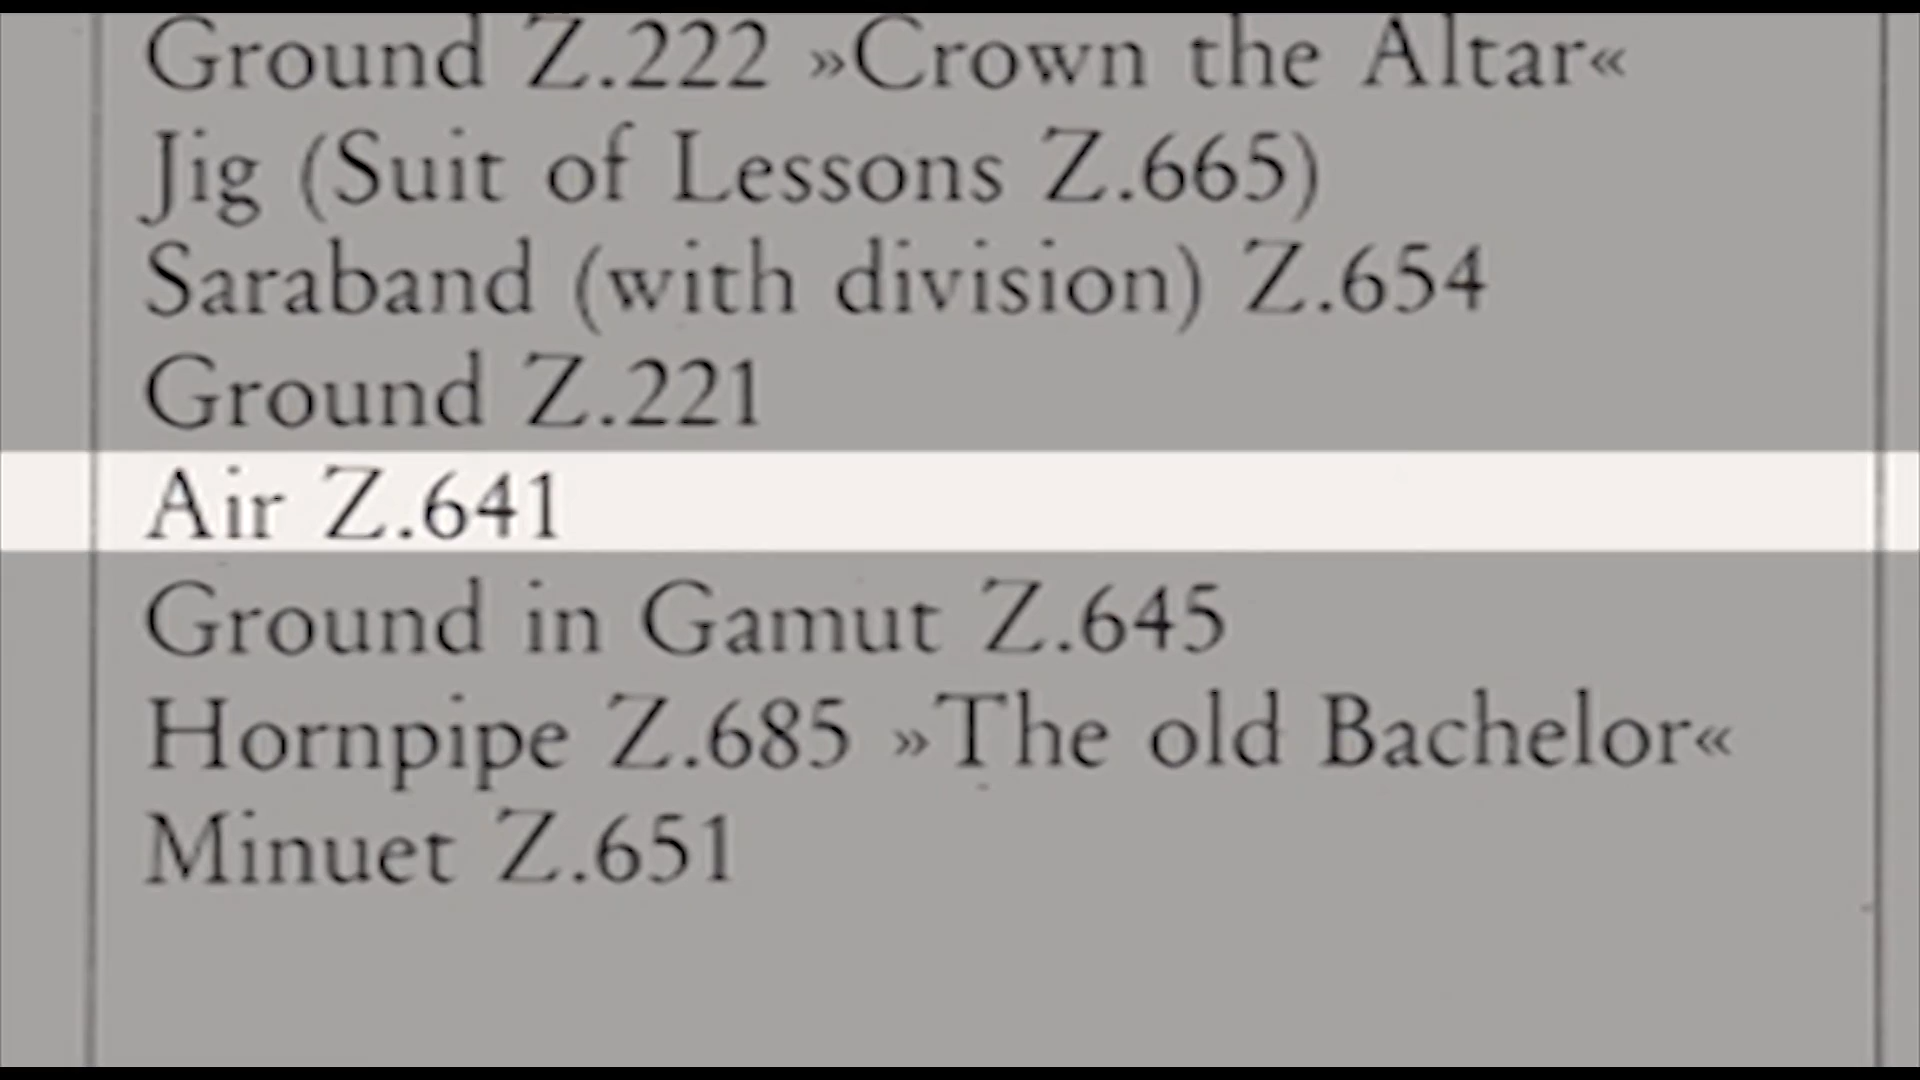 Ground Z.222 »Crown the Altar«
Jig (Suit of Lessons Z.665)
Saraband (with division) Z.654
Ground Z.221
Air Z.641
Ground in Gamut Z.645
Hornpipe Z.685 »The old Bachelor«
Minuet Z.651